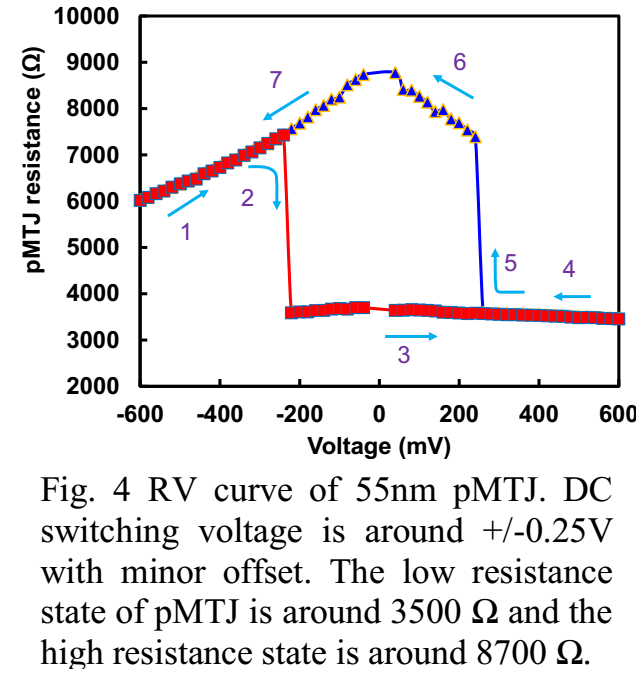 10000
9000
8000
7000
6000
5000
4000
3000
2000
pMTJ resistance (Ω)
7
6
1
2
5
4
3
-600 -400 -200 0 200 400 600
Voltage (mV)
Fig. 4 RV curve of 55nm pMTJ. DC
switching voltage is around +/-0.25V
with minor offset. The low resistance
state of pMTJ is around 3500 Ω and the
high resistance state is around 8700 Ω.